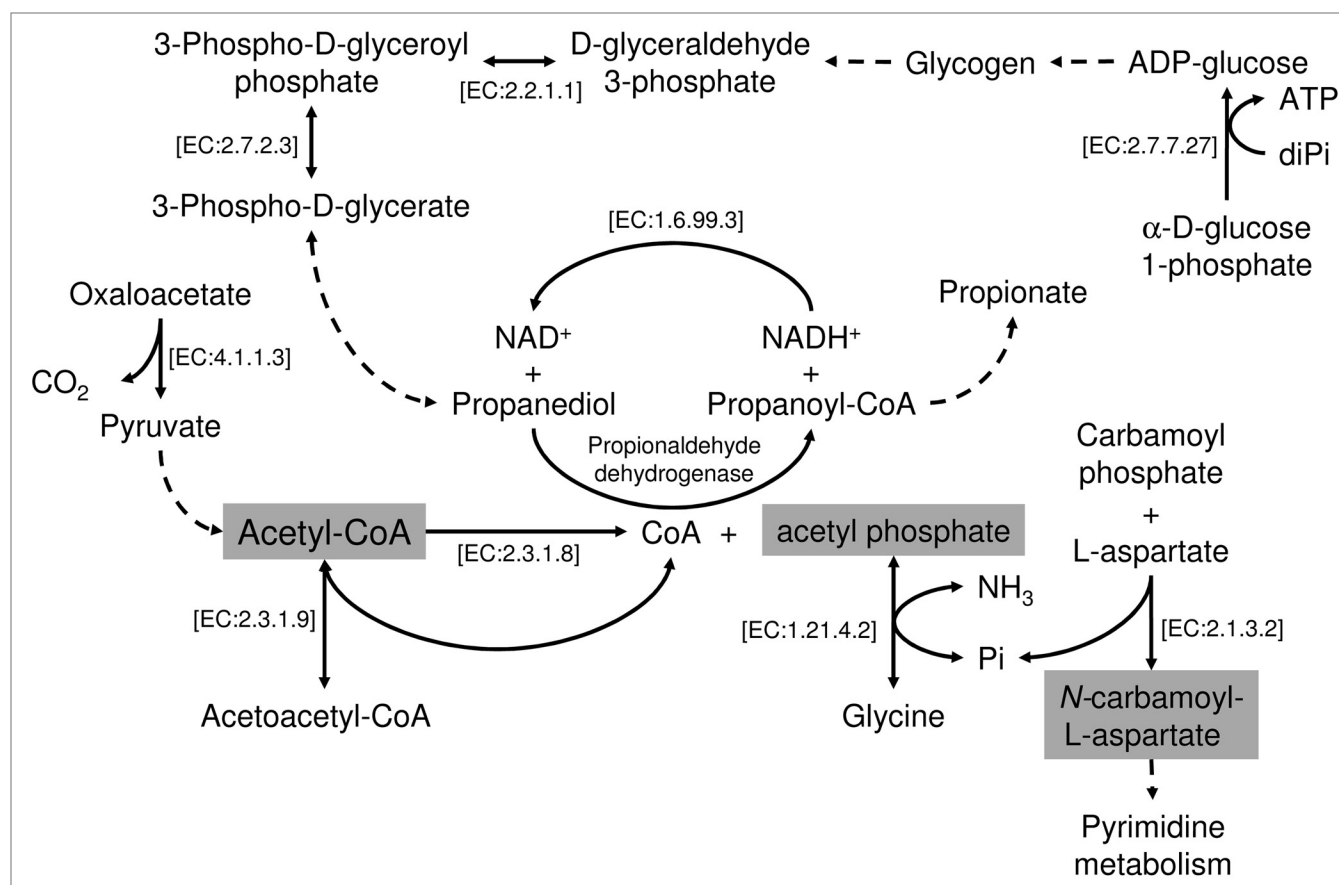 3-Phospho-D-glyceroyl
phosphate
[EC:2.2.1.1]
D-glyceraldehyde
3-phosphate
Glycogen
ADP-glucose
ATP
[EC:2.7.7.27]
diPi
α-D-glucose
1-phosphate
[EC:2.7.2.3]
3-Phospho-D-glycerate
[EC:1.6.99.3]
Oxaloacetate
[EC:4.1.1.3]
CO₂
Pyruvate
NAD⁺
+
Propanediol
NADH⁺
+
Propanoyl-CoA
Propionate
Propionaldehyde
dehydrogenase
Carbamoyl
phosphate
+
L-aspartate
Acetyl-CoA
[EC:2.3.1.8]
CoA +
acetyl phosphate
[EC:2.3.1.9]
Acetoacetyl-CoA
[EC:1.21.4.2]
NH₃
Pi
Glycine
[EC:2.1.3.2]
N-carbamoyl-
L-aspartate
Pyrimidine
metabolism